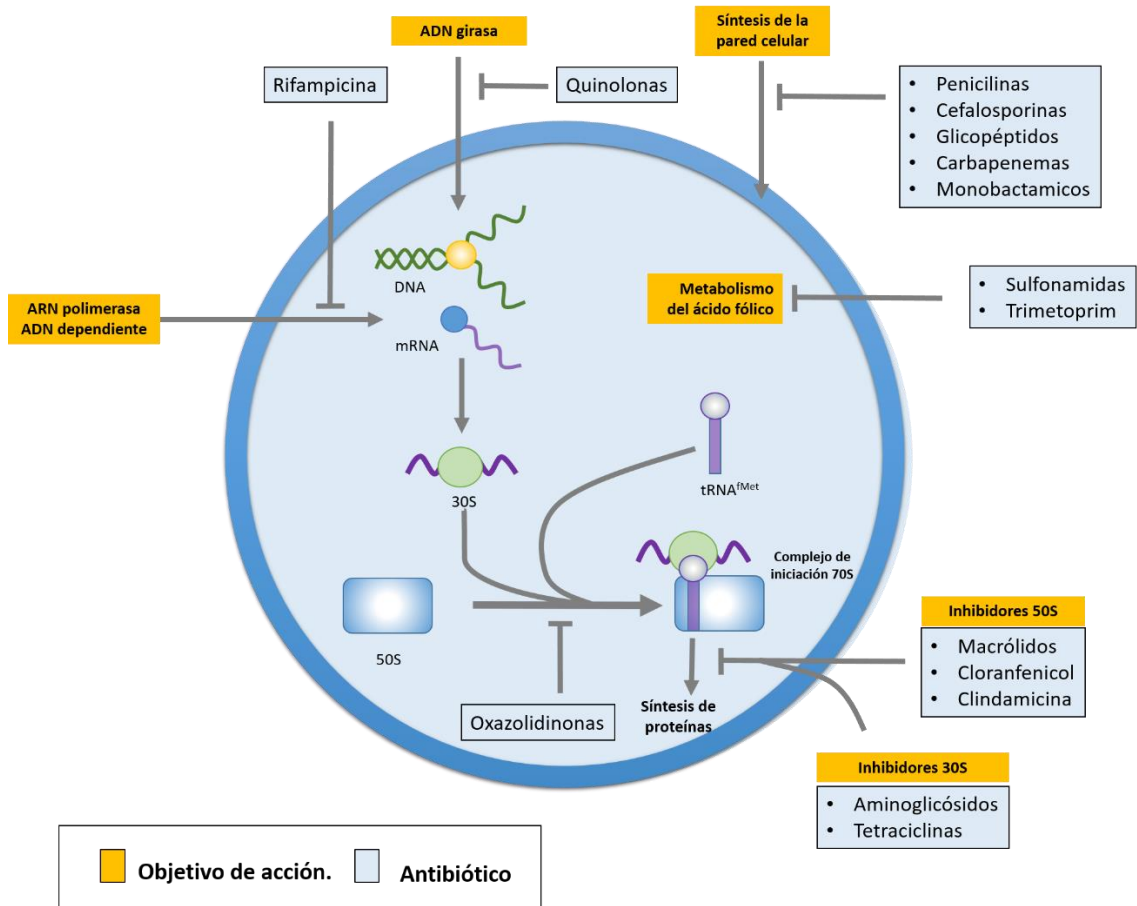 ADN girasa
Síntesis de la
pared celular
Rifampicina
Quinolonas
• Penicilinas
• Cefalosporinas
• Glicopéptidos
• Carbapenemas
• Monobactamicos
DNA
ARN polimerasa
ADN dependiente
mRNA
Metabolismo
del ácido fólico
• Sulfonamidas
• Trimetoprim
30S
tRNAfMet
Complejo de
iniciación 70S
50S
Oxazolidinonas
Síntesis de
proteínas
Inhibidores 50S
• Macrólidos
• Cloranfenicol
• Clindamicina
Inhibidores 30S
• Aminoglicósidos
• Tetraciclinas
Objetivo de acción.
Antibiótico